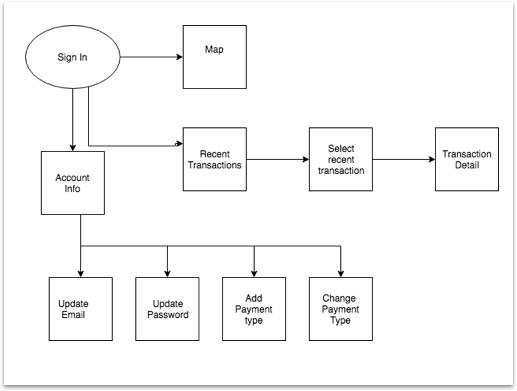 Sign In
Map
Recent
Transactions
Select
recent
transaction
Transaction
Detail
Account
Info
Update
Email
Update
Password
Add
Payment
type
Change
Payment
Type